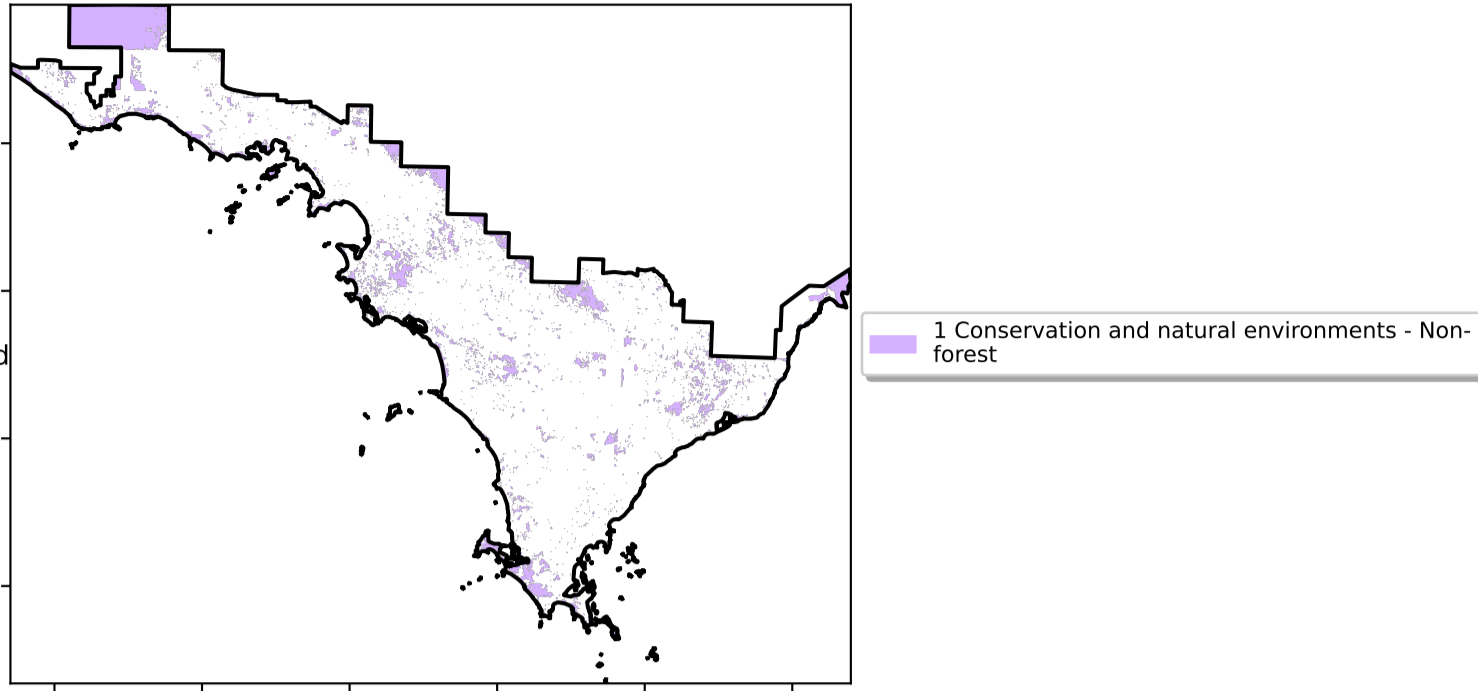 d
1 Conservation and natural environments - Non-
forest